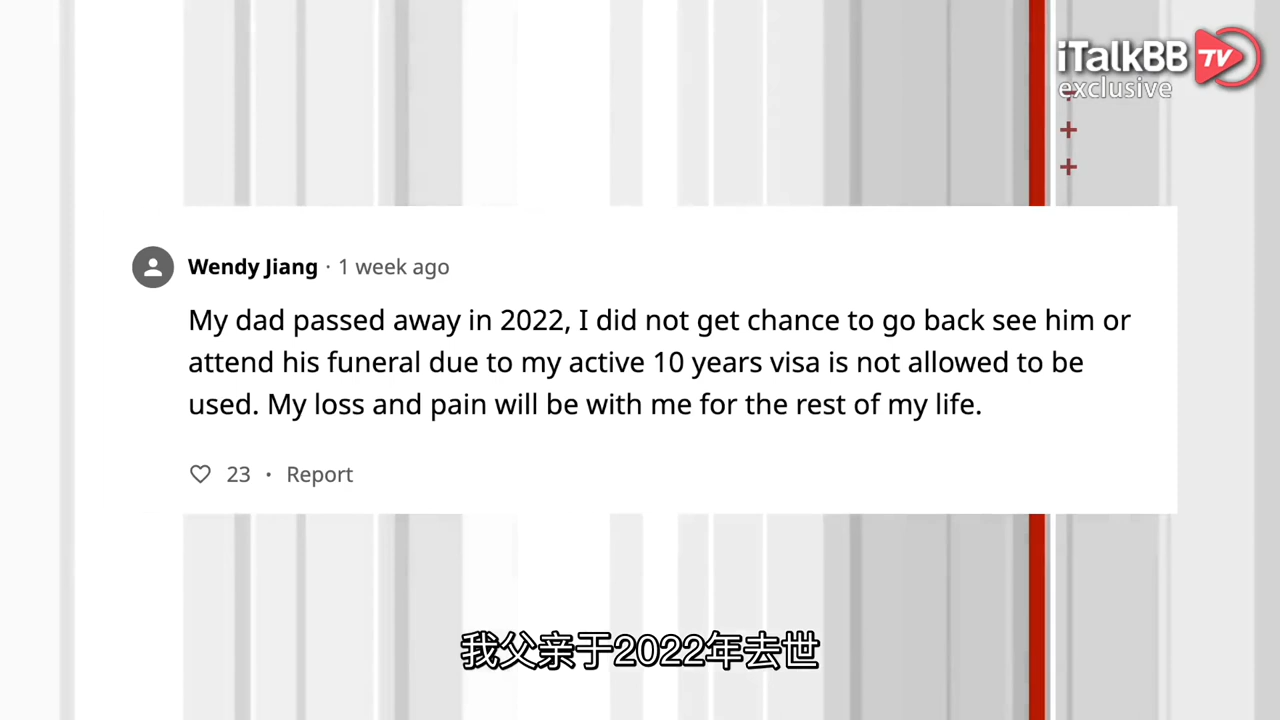 iTalkBB TV
exclusive
Wendy Jiang · 1 week ago
My dad passed away in 2022, I did not get chance to go back see him or
attend his funeral due to my active 10 years visa is not allowed to be
used. My loss and pain will be with me for the rest of my life.
23 · Report
我父亲于2022年去世